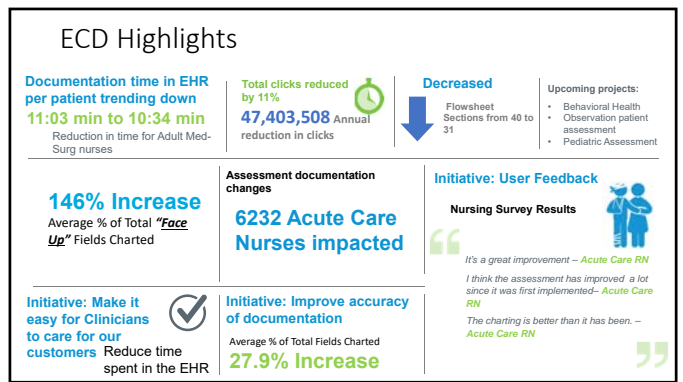 ECD Highlights
Documentation time in EHR
per patient trending down
11:03 min to 10:34 min
Reduction in time for Adult Med-
Surg nurses
Total clicks reduced
by 11%
47,403,508 Annual
reduction in clicks
Decreased
Flowsheet
Sections from 40 to
31
Upcoming projects:
• Behavioral Health
• Observation patient
assessment
• Pediatric Assessment
146% Increase
Average % of Total "Face
Up" Fields Charted
Assessment documentation
changes
6232 Acute Care
Nurses impacted
Initiative: User Feedback
Nursing Survey Results
“
It's a great improvement – Acute Care RN
I think the assessment has improved a lot
since it was first implemented– Acute Care
RN
The charting is better than it has been. –
Acute Care RN
”
Initiative: Make it
easy for Clinicians
to care for our
customers Reduce time
spent in the EHR
Initiative: Improve accuracy
of documentation
Average % of Total Fields Charted
27.9% Increase